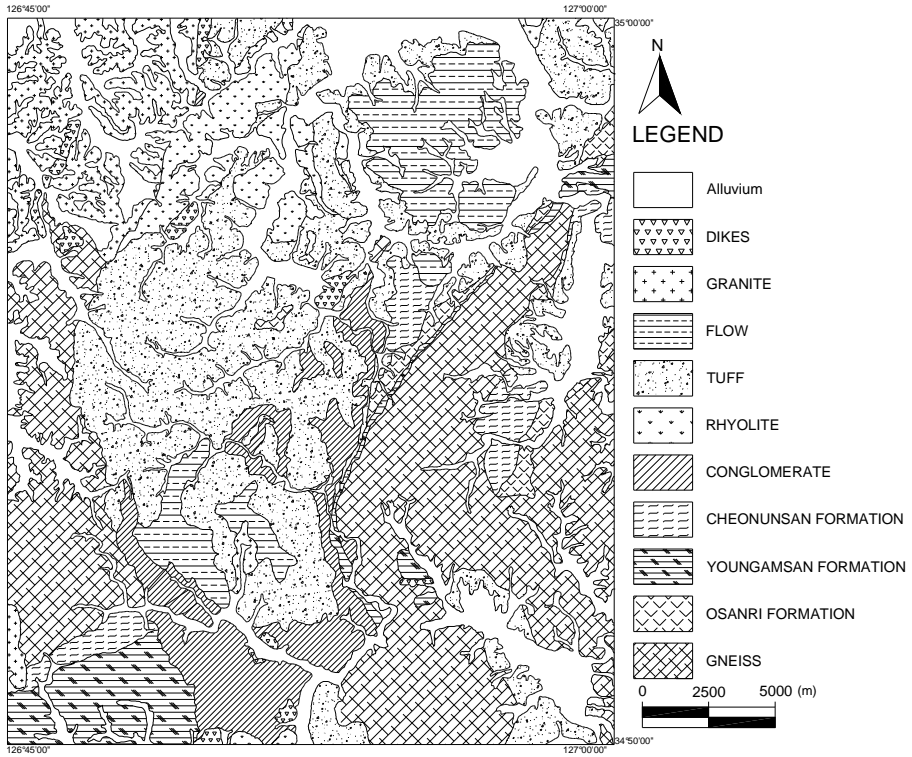 126°45'00"
127°00'00"
35°00'00"
N
LEGEND
Alluvium
DIKES
GRANITE
FLOW
TUFF
RHYOLITE
CONGLOMERATE
CHEONUNSAN FORMATION
YOUNGAMSAN FORMATION
OSANRI FORMATION
GNEISS
0 2500 5000 (m)
34°50'00"
126°45'00"
127°00'00"